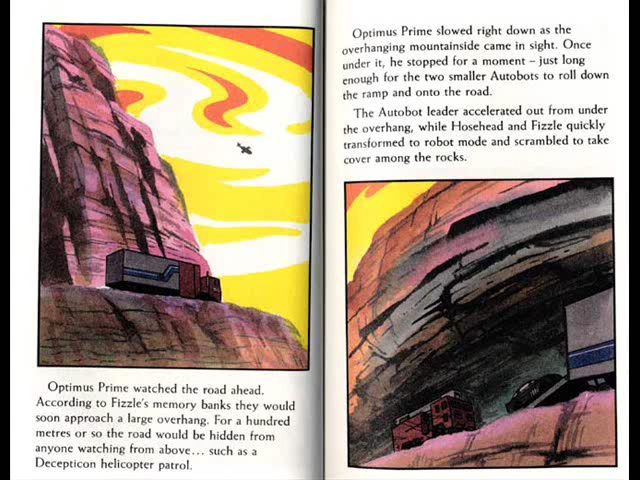 Optimus Prime watched the road ahead.
According to Fizzle's memory banks they would
soon approach a large overhang. For a hundred
metres or so the road would be hidden from
anyone watching from above... such as a
Decepticon helicopter patrol.
Optimus Prime slowed right down as the
overhanging mountainside came in sight. Once
under it, he stopped for a moment – just long
enough for the two smaller Autobots to roll down
the ramp and onto the road.
The Autobot leader accelerated out from under
the overhang, while Hosehead and Fizzle quickly
transformed to robot mode and scrambled to take
cover among the rocks.